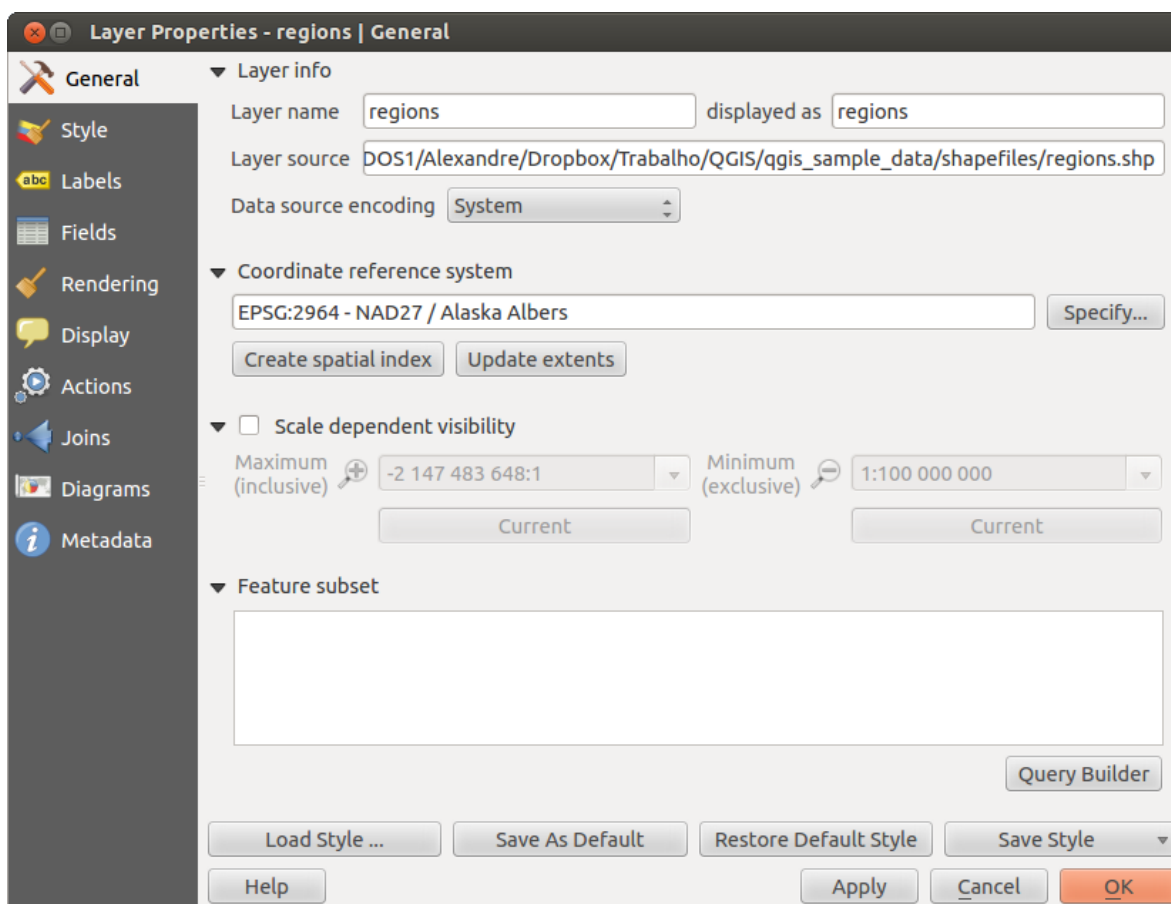 Layer Properties - regions | General
General
Style
abc Labels
Fields
Rendering
Display
Actions
Joins
Diagrams
i Metadata
Layer info
Layer name regions displayed as regions
Layer source DOS1/Alexandre/Dropbox/Trabalho/QGIS/qgis_sample_data/shapefiles/regions.shp
Data source encoding System
Coordinate reference system
EPSG:2964 - NAD27 / Alaska Albers Specify...
Create spatial index Update extents
Scale dependent visibility
Maximum (inclusive) -2 147 483 648:1 Minimum (exclusive) 1:100 000 000
Current Current
Feature subset
Query Builder
Load Style ... Save As Default Restore Default Style Save Style
Help Apply Cancel OK